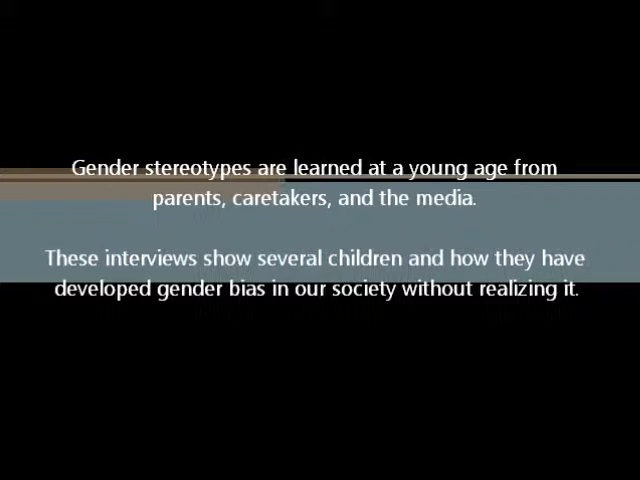 Gender stereotypes are learned at a young age from
parents, caretakers, and the media.
These interviews show several children and how they have
developed gender bias in our society without realizing it.